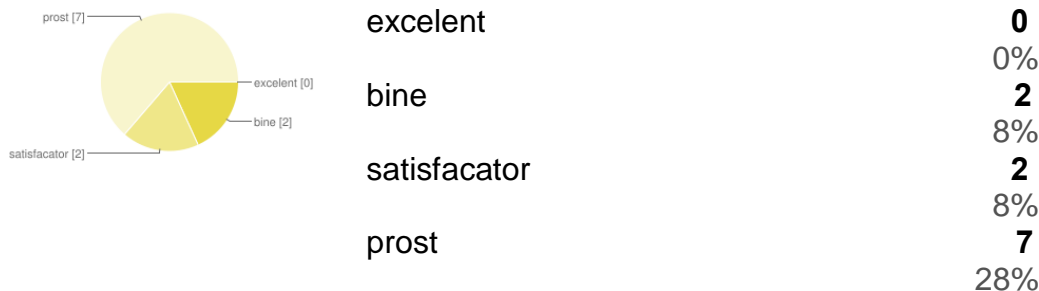 prost [7]
excelent [0]
bine [2]
satisfacator [2]
excelent 0
0%
bine 2
8%
satisfacator 2
8%
prost 7
28%